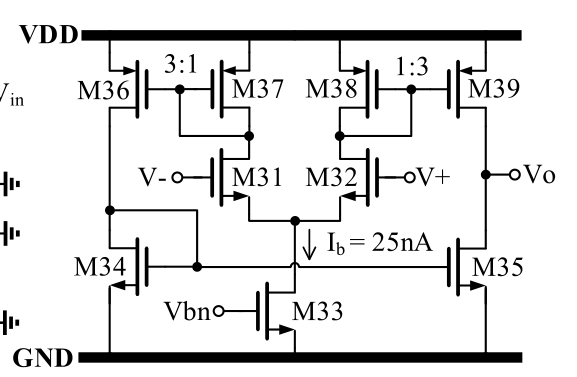 VDD
3:1
1:3
M36
M37
M38
M39
Vin
V-
M31
M32
V+
Vo
Ib = 25nA
M34
M35
Vbn
M33
GND